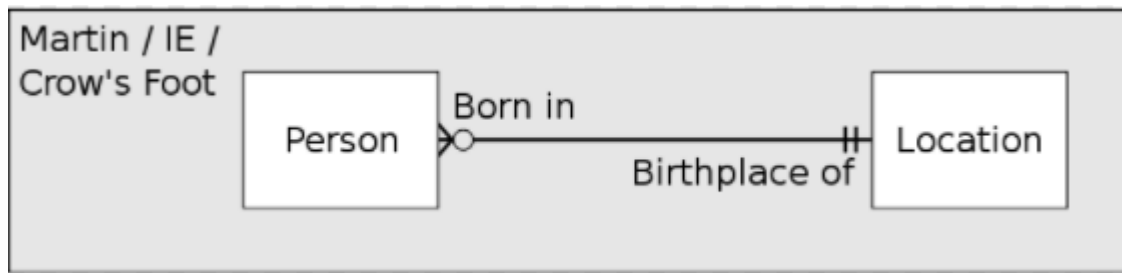 Martin / IE /
Crow's Foot
Born in
Person
Location
Birthplace of